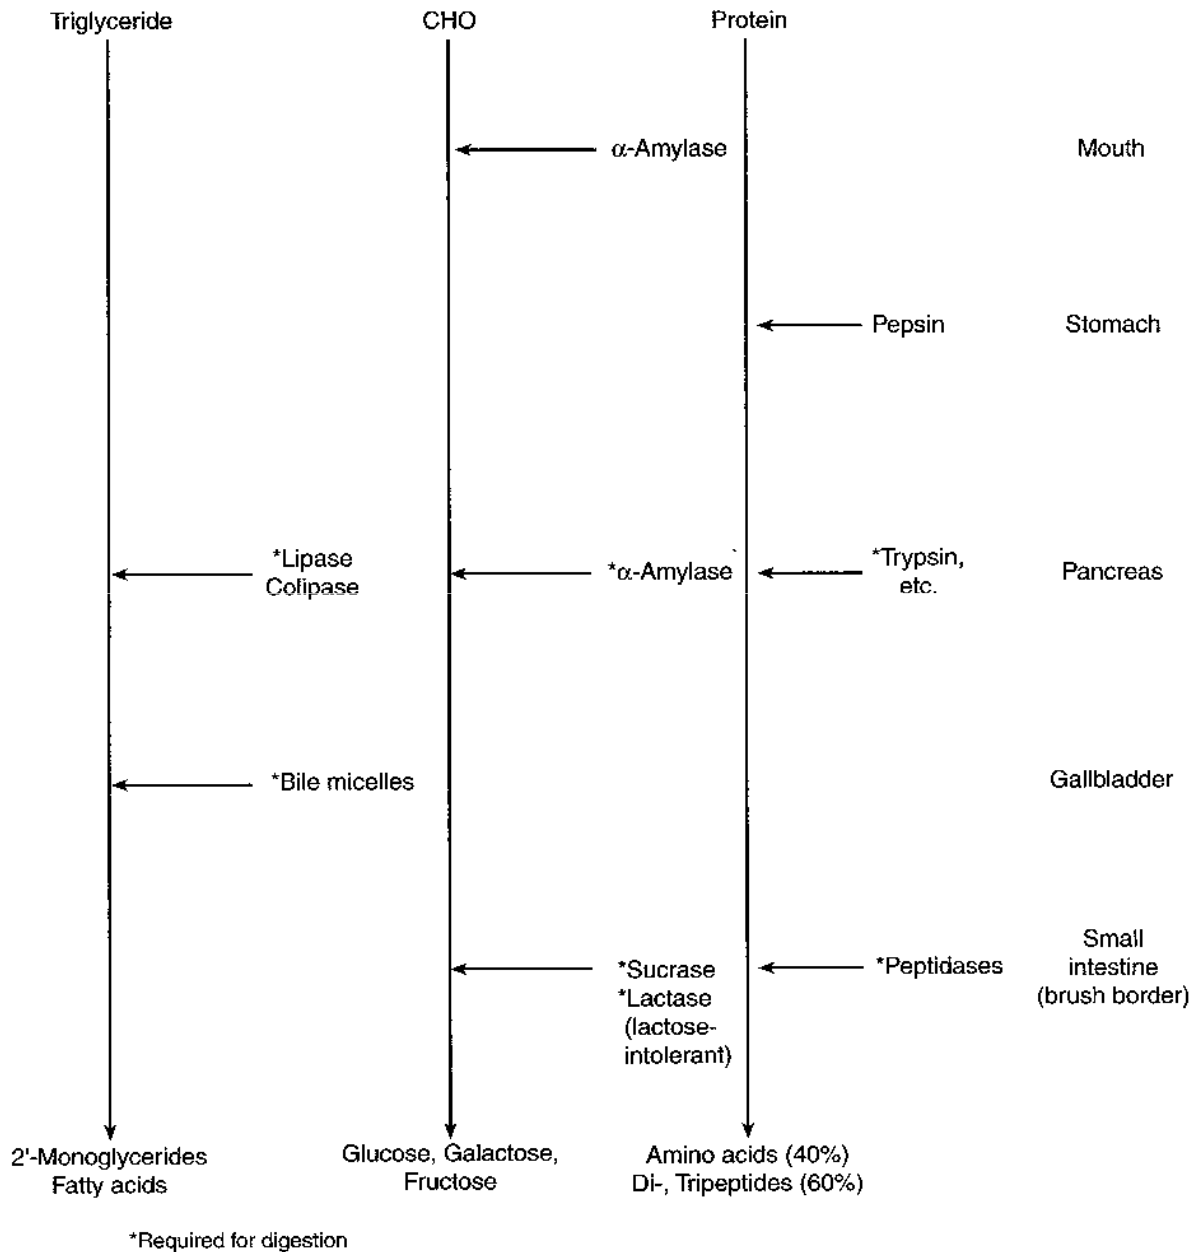 Triglyceride
CHO
Protein
α-Amylase
Mouth
Pepsin
Stomach
*Lipase
Colipase
*α-Amylase
*Trypsin,
etc.
Pancreas
*Bile micelles
Gallbladder
*Sucrase
*Lactase
(lactose-
intolerant)
*Peptidases
Small
intestine
(brush border)
2'-Monoglycerides
Fatty acids
Glucose, Galactose,
Fructose
Amino acids (40%)
Di-, Tripeptides (60%)
*Required for digestion